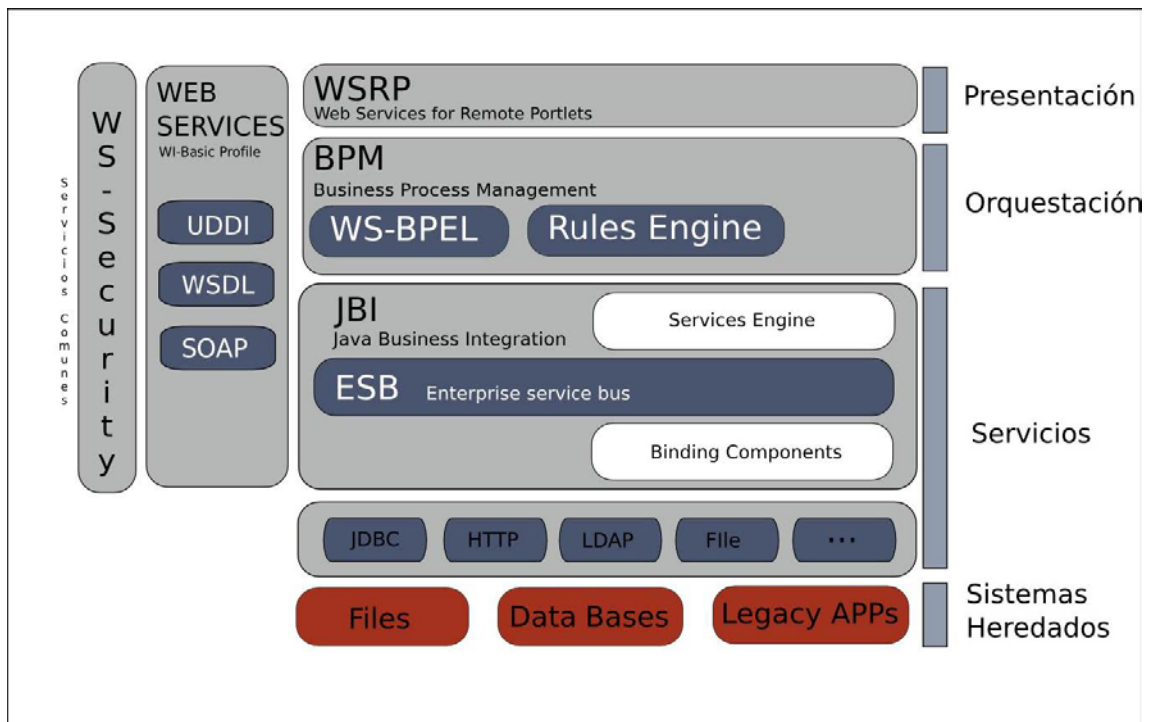 Servicios Comunes
WS-Security
WEB
SERVICES
WI-Basic Profile
UDDI
WSDL
SOAP
WSRP
Web Services for Remote Portlets
BPM
Business Process Management
WS-BPEL
Rules Engine
JBI
Java Business Integration
Services Engine
ESB
Enterprise service bus
Binding Components
JDBC
HTTP
LDAP
FIle
...
Files
Data Bases
Legacy APPs
Presentación
Orquestación
Servicios
Sistemas
Heredados